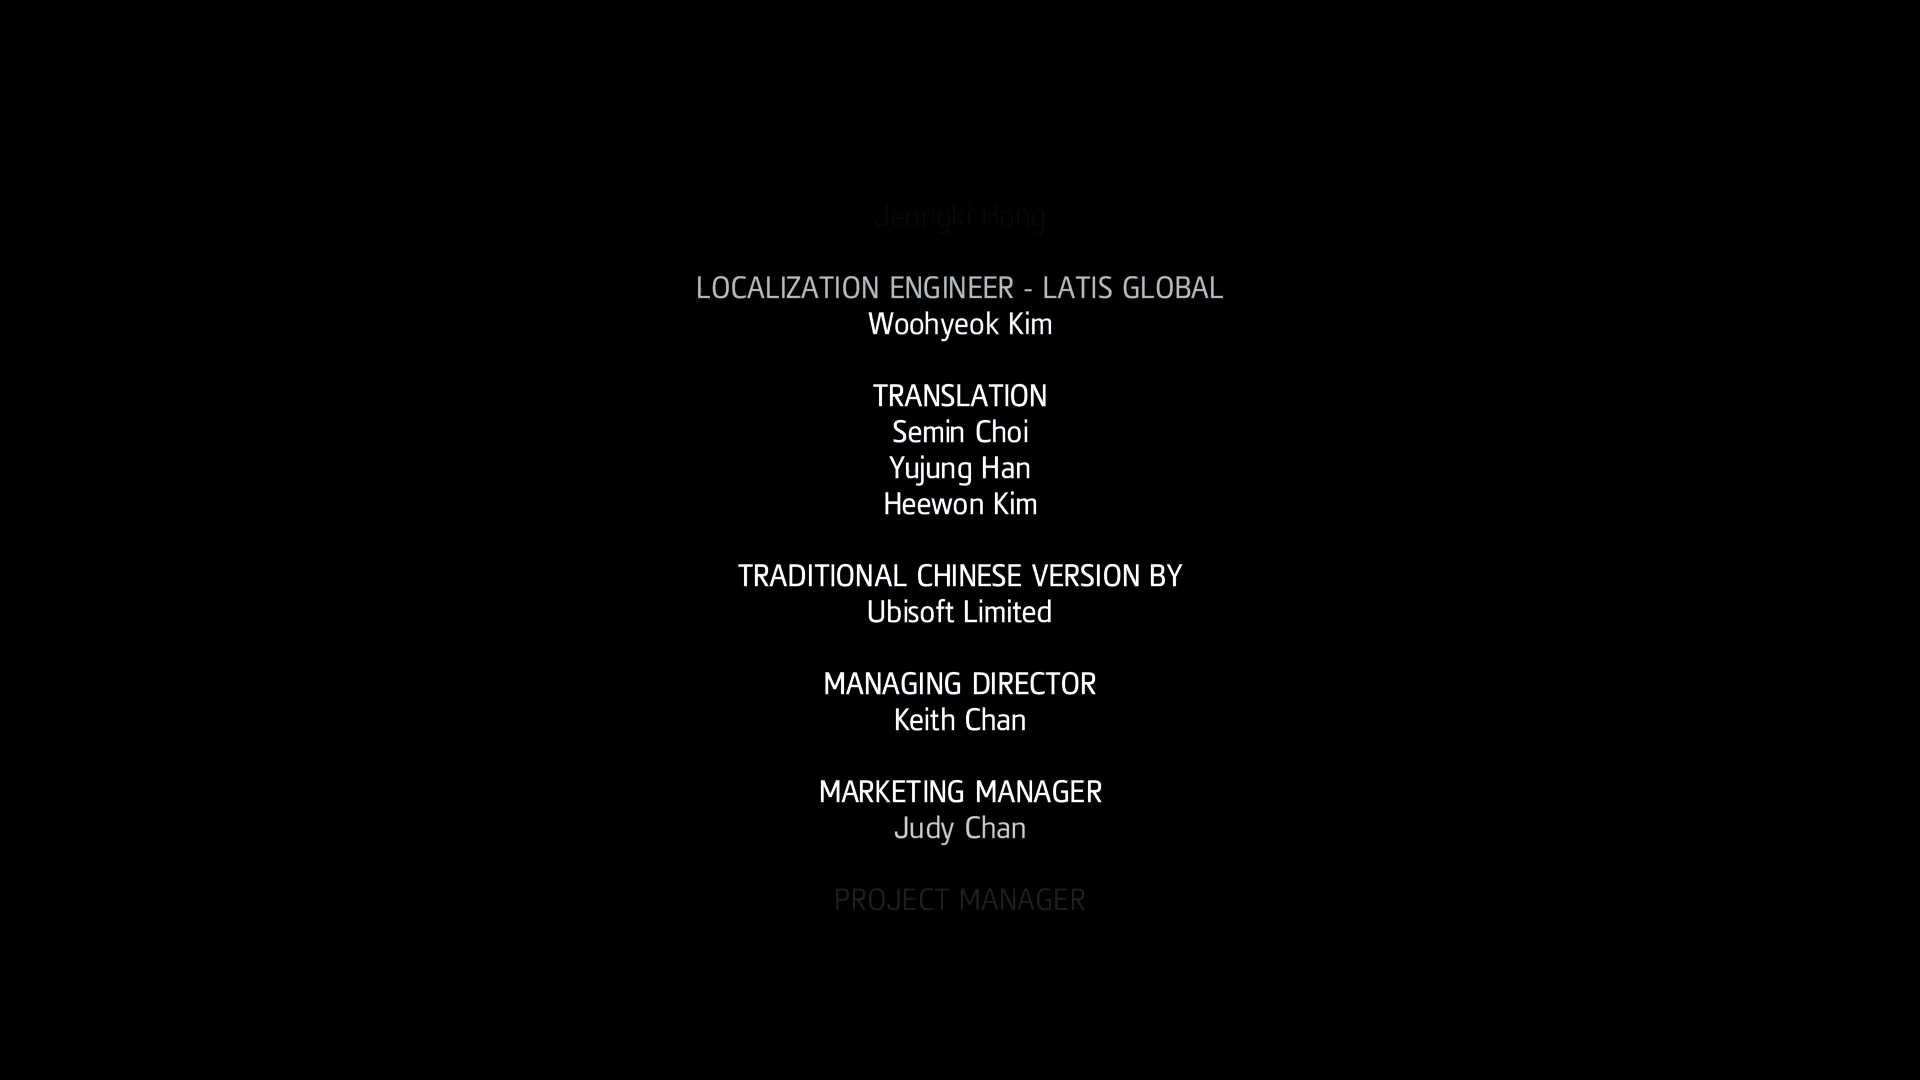 Jeongki Hong
LOCALIZATION ENGINEER - LATIS GLOBAL
Woohyeok Kim
TRANSLATION
Semin Choi
Yujung Han
Heewon Kim
TRADITIONAL CHINESE VERSION BY
Ubisoft Limited
MANAGING DIRECTOR
Keith Chan
MARKETING MANAGER
Judy Chan
PROJECT MANAGER